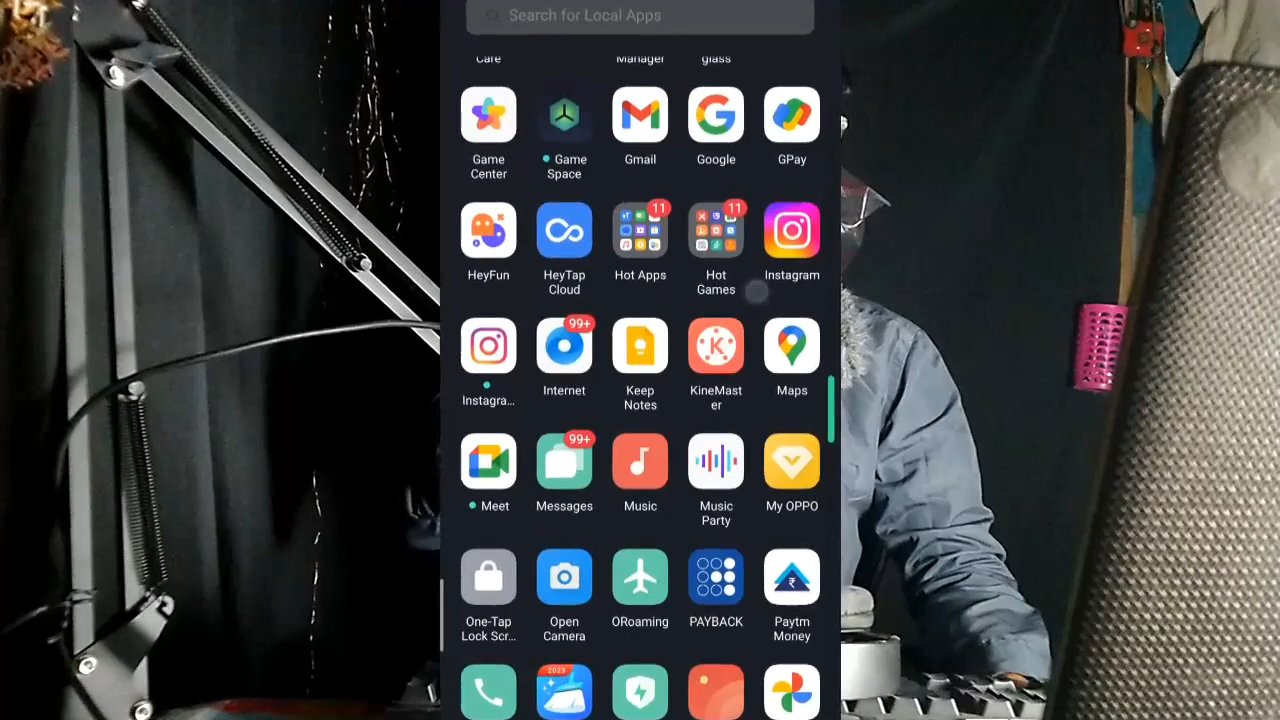 Search for Local Apps
Care
Manager
glass
Game
Center
Game
Space
Gmail
Google
GPay
HeyFun
HeyTap
Cloud
11
Hot Apps
11
Hot
Games
Instagram
Instagra...
99+
Internet
Keep
Notes
K
KineMast
er
Maps
Meet
99+
Messages
Music
Music
Party
My OPPO
One-Tap
Lock Scr...
Open
Camera
ORoaming
PAYBACK
₹
Paytm
Money
2023